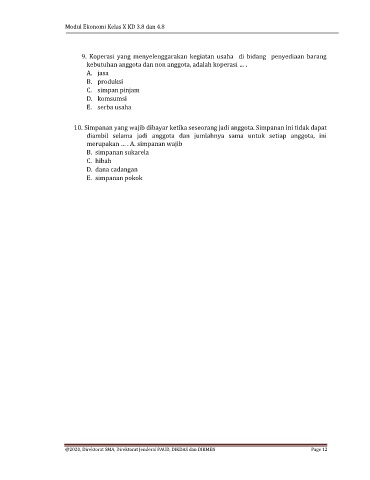 Modul Ekonomi Kelas X KD 3.8 dan 4.8
9. Koperasi yang menyelenggarakan kegiatan usaha di bidang penyediaan barang
kebutuhan anggota dan non anggota, adalah koperasi ... .
A. jasa
B. produksi
C. simpan pinjam
D. konsumsi
E. serba usaha
10. Simpanan yang wajib dibayar ketika seseorang jadi anggota. Simpanan ini tidak dapat
diambil selama jadi anggota dan jumlahnya sama untuk setiap anggota, ini
merupakan ... . A. simpanan wajib
B. simpanan sukarela
C. hibah
D. dana cadangan
E. simpanan pokok
@2020, Direktorat SMA, Direktorat Jenderal PAUD, DIKDAS dan DIKMEN Page 12